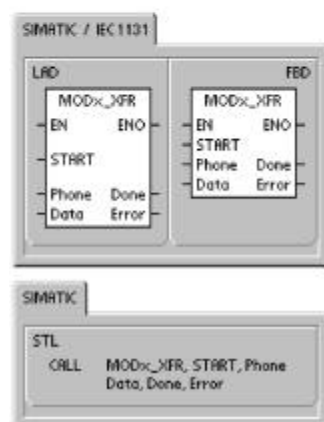 SIMATIC / IEC1131
LAD
FBD
MODx_XFR
EN ENO
START
Phone Done
Data Error
MODx_XFR
EN ENO
START
Phone Done
Data Error
SIMATIC
STL
CALL MODx_XFR, START, Phone
Data, Done, Error